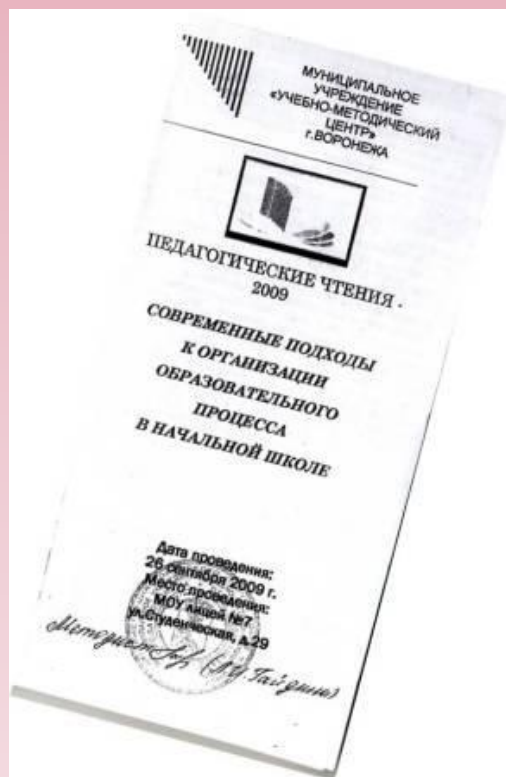 МУНИЦИПАЛЬНОЕ
УЧРЕЖДЕНИЕ
«УЧЕБНО-МЕТОДИЧЕСКИЙ
ЦЕНТР»
г.ВОРОНЕЖА
ПЕДАГОГИЧЕСКИЕ ЧТЕНИЯ -
2009
СОВРЕМЕННЫЕ ПОДХОДЫ
К ОРГАНИЗАЦИИ
ОБРАЗОВАТЕЛЬНОГО
ПРОЦЕССА
В НАЧАЛЬНОЙ ШКОЛЕ
Дата проведения:
26 сентября 2009 г.
Место проведения:
МОУ лицей №7
ул.Студенческая, д.29
Методист